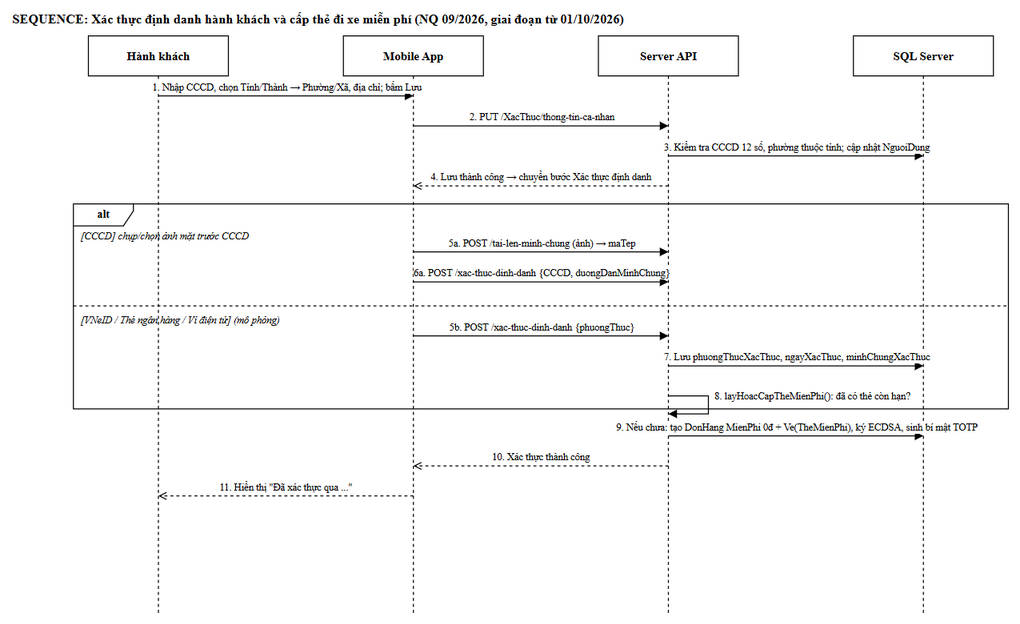 SEQUENCE: Xác thực định danh hành khách và cấp thẻ đi xe miễn phí (NQ 09/2026, giai đoạn từ 01/10/2026)
Hành khách
Mobile App
Server API
SQL Server
1. Nhập CCCD, chọn Tỉnh/Thành → Phường/Xã, địa chỉ; bấm Lưu
2. PUT /XacThuc/thong-tin-ca-nhan
3. Kiểm tra CCCD 12 số, phường thuộc tỉnh; cập nhật NguoiDung
4. Lưu thành công → chuyển bước Xác thực định danh
alt
[CCCD] chụp/chọn ảnh mặt trước CCCD
5a. POST /tai-len-minh-chung (ảnh) → maTep
6a. POST /xac-thuc-dinh-danh {CCCD, duongDanMinhChung}
[VNeID / Thẻ ngân hàng / Ví điện tử] (mô phỏng)
5b. POST /xac-thuc-dinh-danh {phuongThuc}
7. Lưu phuongThucXacThuc, ngayXacThuc, minhChungXacThuc
8. layHoacCapTheMienPhi(): đã có thẻ còn hạn?
9. Nếu chưa: tạo DonHang MienPhi 0đ + Ve(TheMienPhi), ký ECDSA, sinh bí mật TOTP
10. Xác thực thành công
11. Hiển thị "Đã xác thực qua ..."